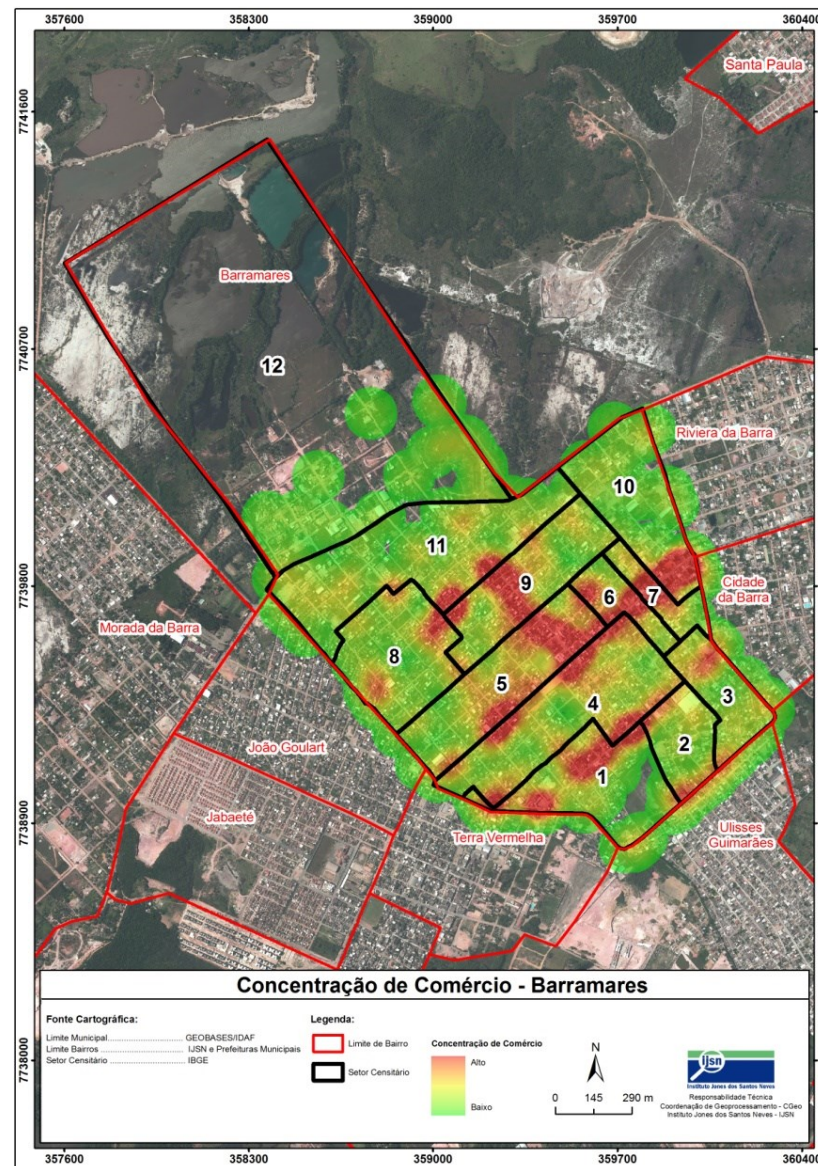 357600 358300 359000 359700 360400
7741600
7740700
7739800
7738900
7738000
Santa Paula
Barramares
12
Riviera da Barra
10
11
9
Cidade
da Barra
6
7
Morada da Barra
8
5
4
3
2
1
João Goulart
Jabaeté
Terra Vermelha
Ulisses
Guimarães
Concentração de Comércio - Barramares
Fonte Cartográfica:
Limite Municipal.......................... GEOBASES/IDAF
Limite Bairros .......................... IJSN e Prefeituras Municipais
Setor Censitário .......................... IBGE
Legenda:
Limite de Bairro
Setor Censitário
Concentração de Comércio
Alto
Baixo
N
0 145 290 m
ijsn
Instituto Jones dos Santos Neves
Responsabilidade Técnica
Coordenação de Geoprocessamento - CGeo
Instituto Jones dos Santos Neves - IJSN
357600 358300 359000 359700 360400